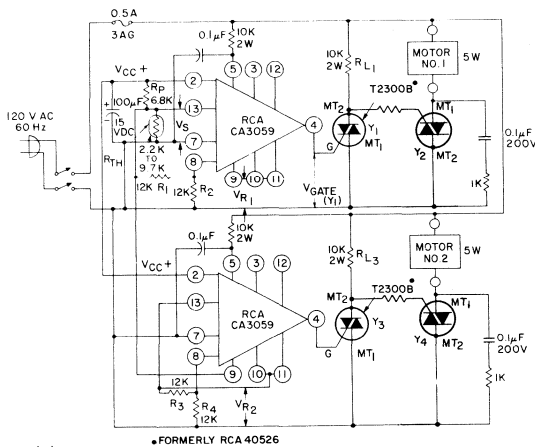 0.5A
3AG
0.1µF
10K
2W
10K
2W
RL1
MOTOR
NO. 1
5W
VCC+
T2300B•
100µF
15
VDC
RP
6.8K
VS
2
5
3
12
13
7
8
9
10
11
4
RCA
CA3059
MT2
Y1
MT1
G
MT1
Y2
MT2
0.1µF
200V
1K
120 V AC
60 Hz
RTH
2.2K
TO
9.7K
12K R1
12K
R2
VR1
VGATE
(Y1)
0.1µF
10K
2W
10K
2W
RL3
MOTOR
NO. 2
5W
VCC+
T2300B•
2
5
3
12
13
7
8
9
10
11
4
RCA
CA3059
MT2
Y3
MT1
G
MT1
Y4
MT2
0.1µF
200V
1K
12K
R3
R4
12K
VR2
•FORMERLY RCA 40526